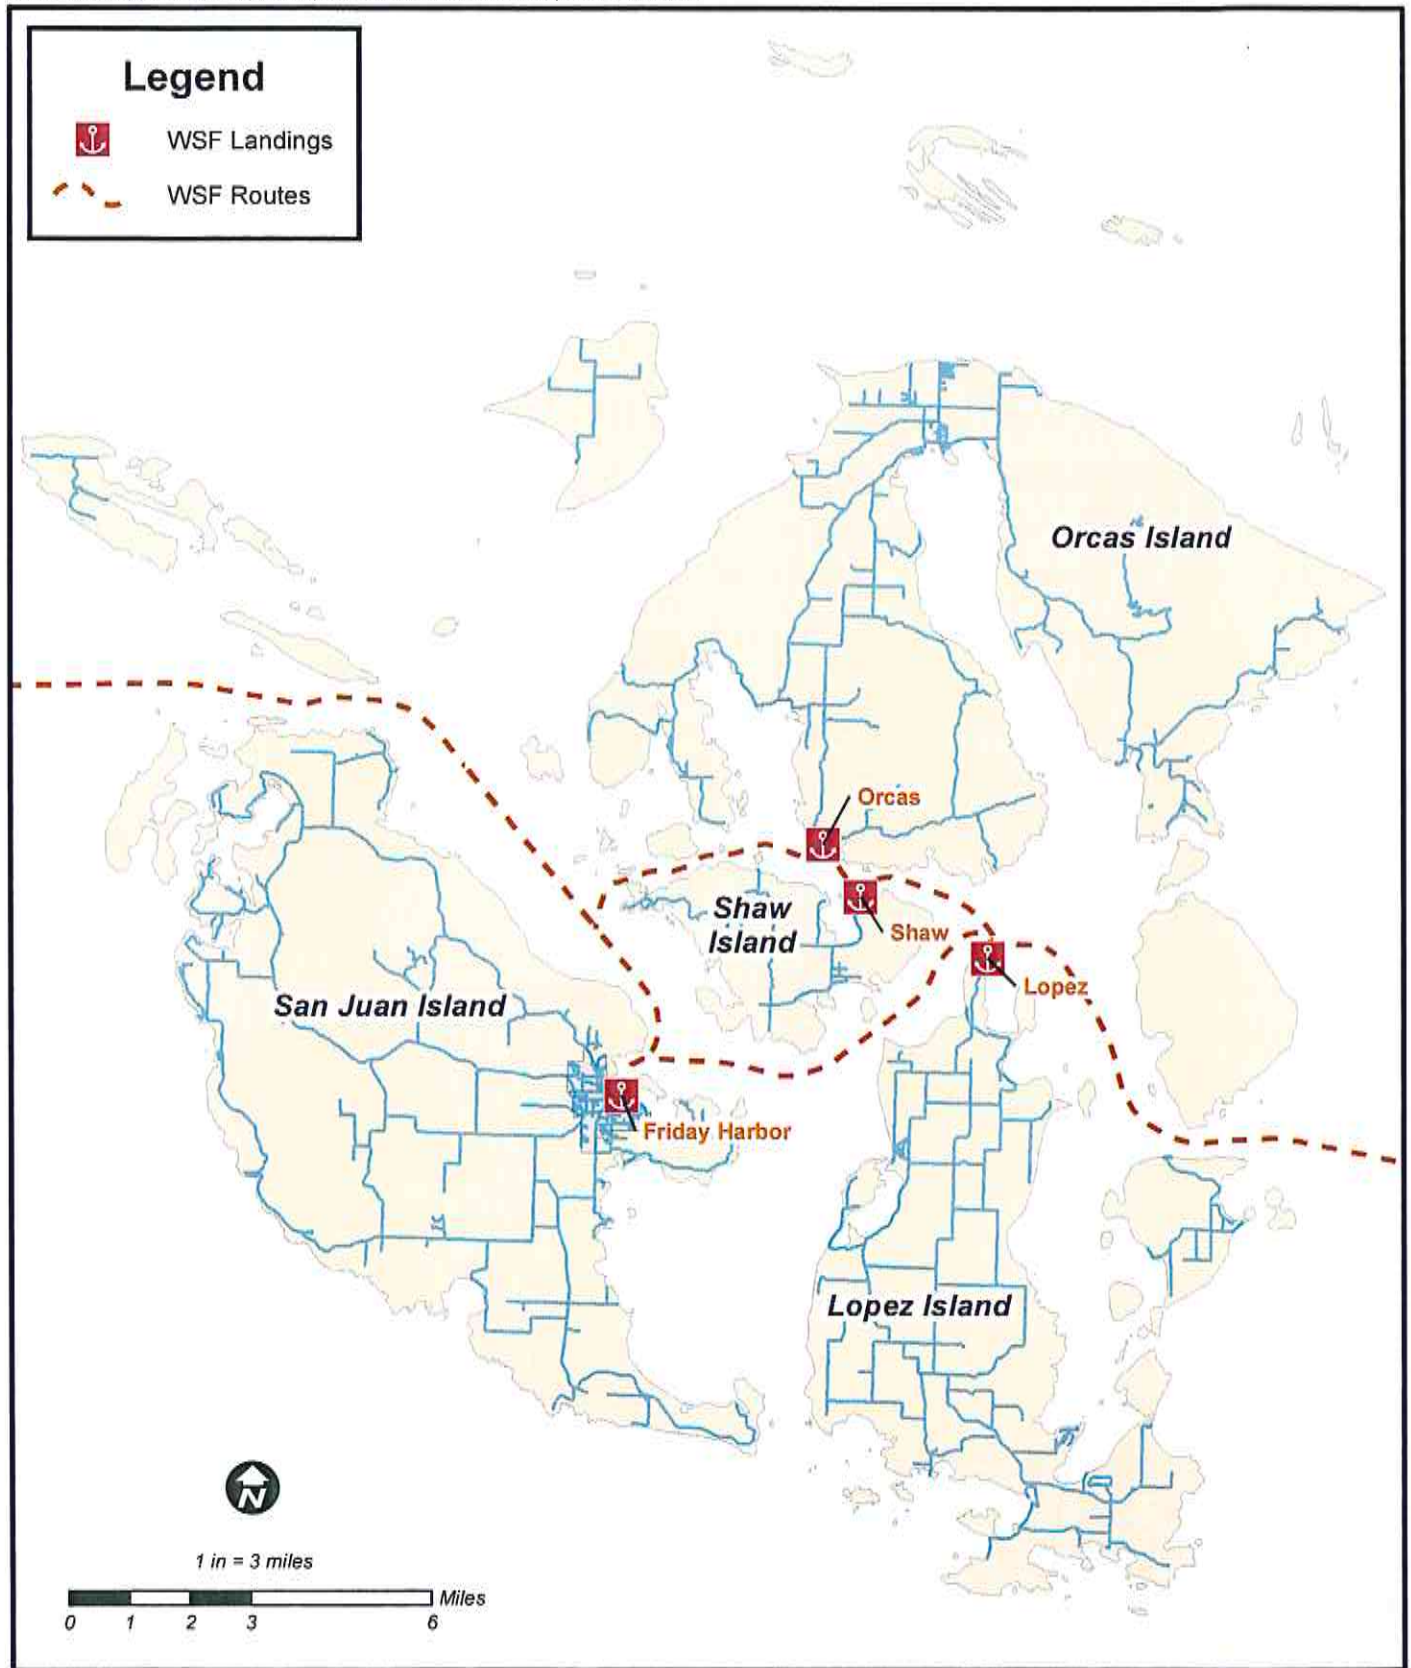 Legend
WSF Landings
WSF Routes
Orcas Island
Orcas
Shaw
Island
Shaw
Lopez
San Juan Island
Friday Harbor
Lopez Island
N
1 in = 3 miles
Miles
0 1 2 3 6